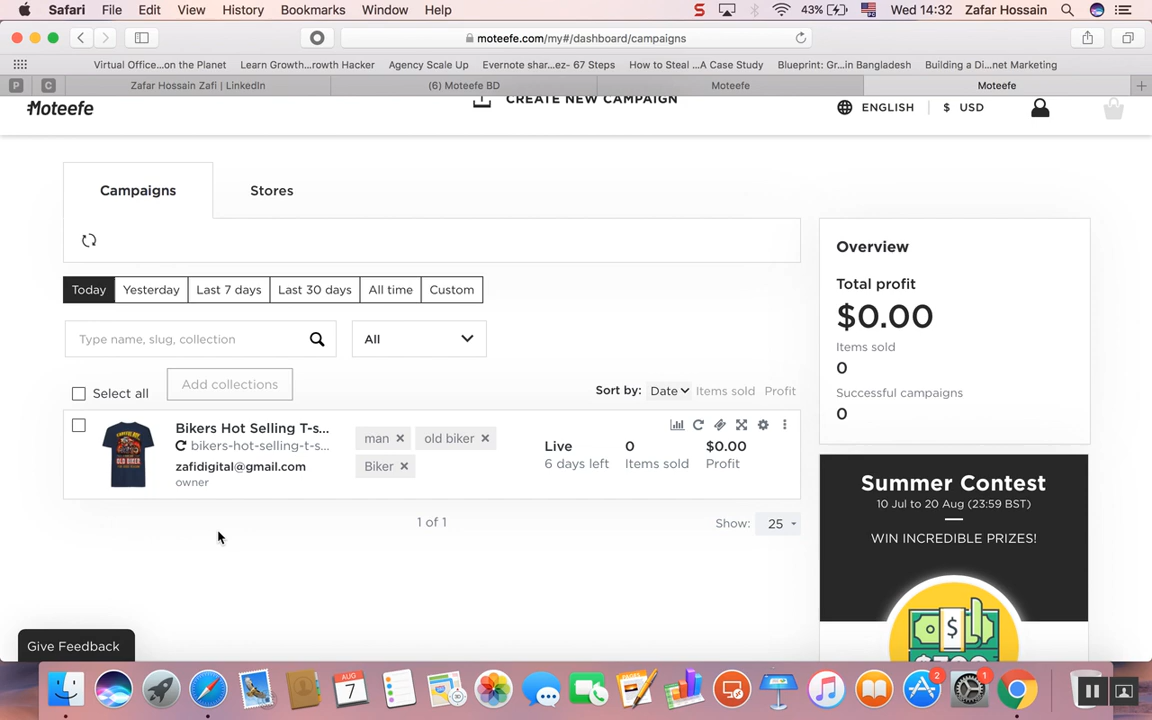 Safari File Edit View History Bookmarks Window Help 43% Wed 14:32 Zafar Hossain
moteefe.com/my#/dashboard/campaigns
Virtual Office...on the Planet Learn Growth...rowth Hacker Agency Scale Up Evernote shar...ez- 67 Steps How to Steal ...A Case Study Blueprint: Gr...in Bangladesh Building a Di...net Marketing
P C Zafar Hossain Zafi | LinkedIn (6) Moteefe BD Moteefe Moteefe
Moteefe CREATE NEW CAMPAIGN ENGLISH $ USD
Campaigns Stores
Overview
Total profit
$0.00
Items sold
0
Successful campaigns
0
Today Yesterday Last 7 days Last 30 days All time Custom
Type name, slug, collection All
Select all Add collections Sort by: Date Items sold Profit
Bikers Hot Selling T-s...
bikers-hot-selling-t-s...
zafidigital@gmail.com
owner
man × old biker ×
Biker ×
Live 0 $0.00
6 days left Items sold Profit
OLD BIKER
1 of 1 Show: 25
Summer Contest
10 Jul to 20 Aug (23:59 BST)
WIN INCREDIBLE PRIZES!
Give Feedback
AUG
7
2
1